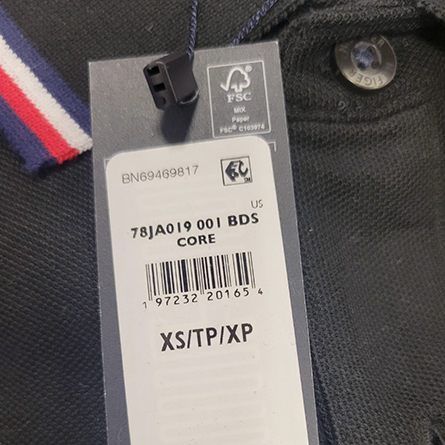 FSC
MIX
Paper
FSC® C103974
BN69469817
US
78JA019 001 BDS
CORE
1 97232 20165 4
XS/TP/XP